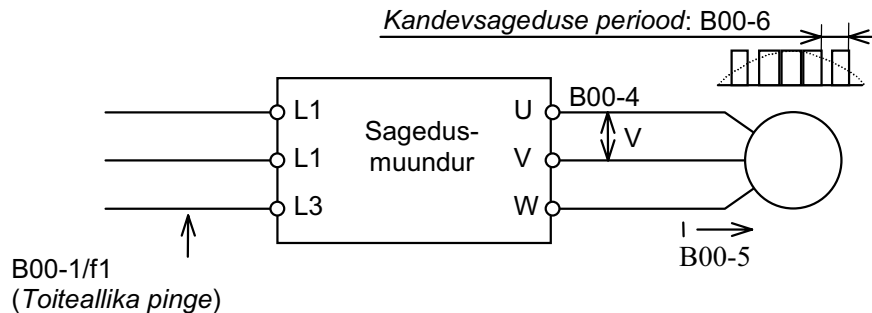 Kandevsageduse periood: B00-6
L1
U
B00-4
Sagedus-
muundur
V
L1
V
L3
W
I
B00-5
B00-1/f1
(Toiteallika pinge)